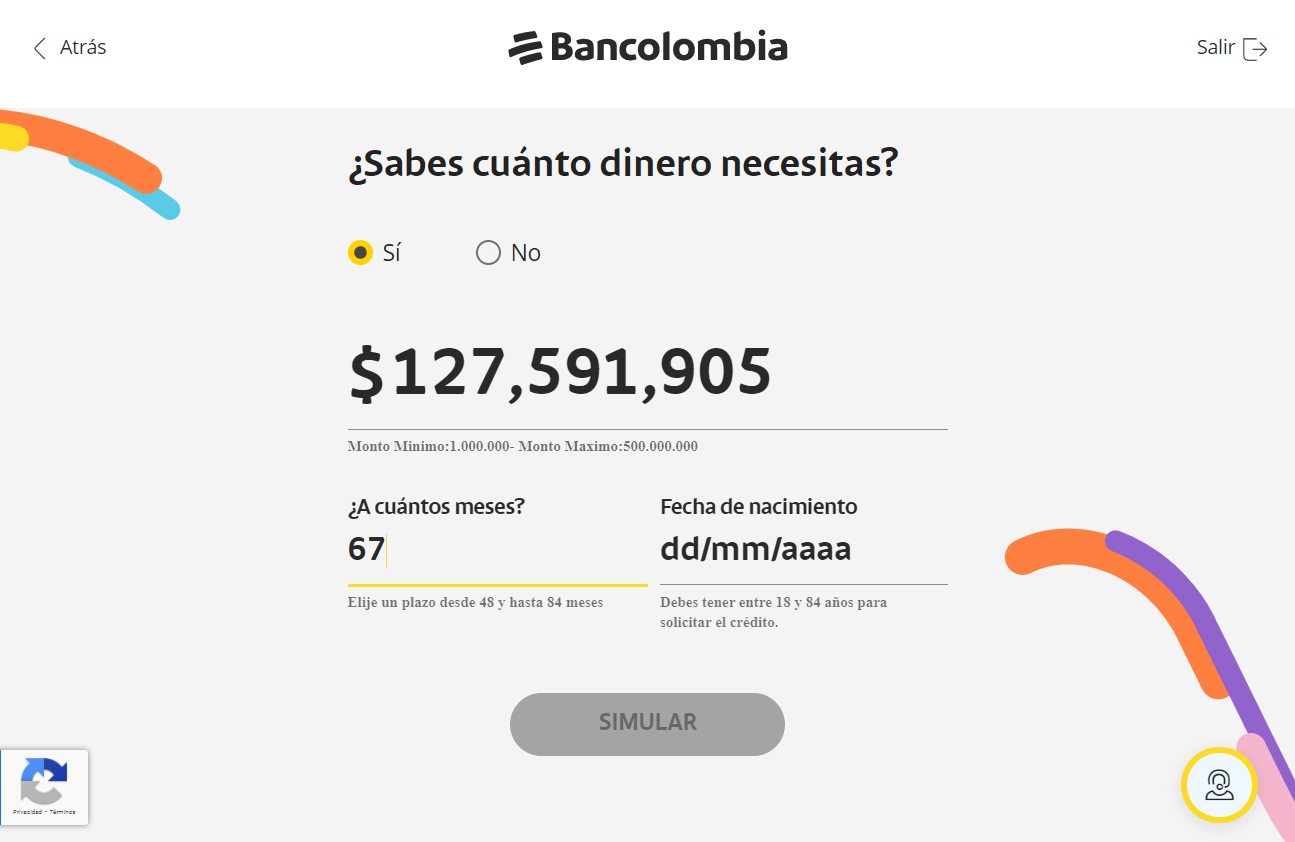 Atrás
Bancolombia
Salir
¿Sabes cuánto dinero necesitas?
Sí
No
$127,591,905
Monto Minimo:1.000.000- Monto Maximo:500.000.000
¿A cuántos meses?
Fecha de nacimiento
67
dd/mm/aaaa
Elije un plazo desde 48 y hasta 84 meses
Debes tener entre 18 y 84 años para
solicitar el crédito.
SIMULAR
Privacidad - Términos